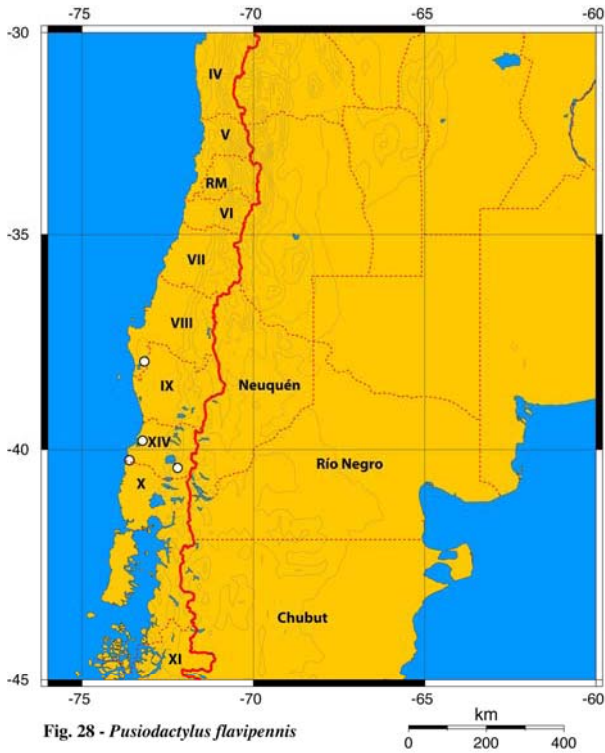 -75 -70 -65 -60
-30
IV
V
RM
VI
-35
VII
VIII
IX
Neuquén
XIV
-40
Río Negro
X
Chubut
XI
-45
-75 -70 -65 -60
km
Fig. 28 - Pusiodactylus flavipennis
0 200 400